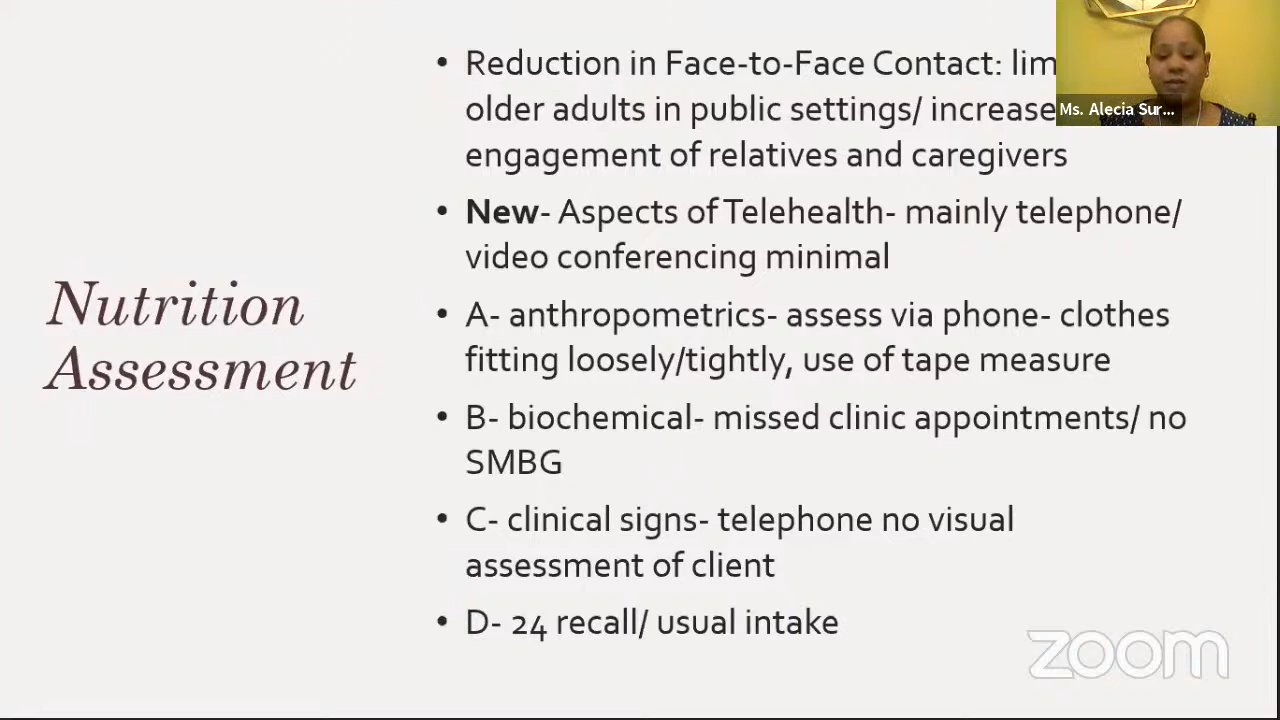 Nutrition
Assessment
• Reduction in Face-to-Face Contact:
older adults in public settings/ increase
engagement of relatives and caregivers
• New- Aspects of Telehealth- mainly telephone/
video conferencing minimal
• A- anthropometrics- assess via phone- clothes
fitting loosely/tightly, use of tape measure
• B- biochemical- missed clinic appointments/ no
SMBG
• C- clinical signs- telephone no visual
assessment of client
• D- 24 recall/ usual intake
Ms. Alecia Sur...
zoom